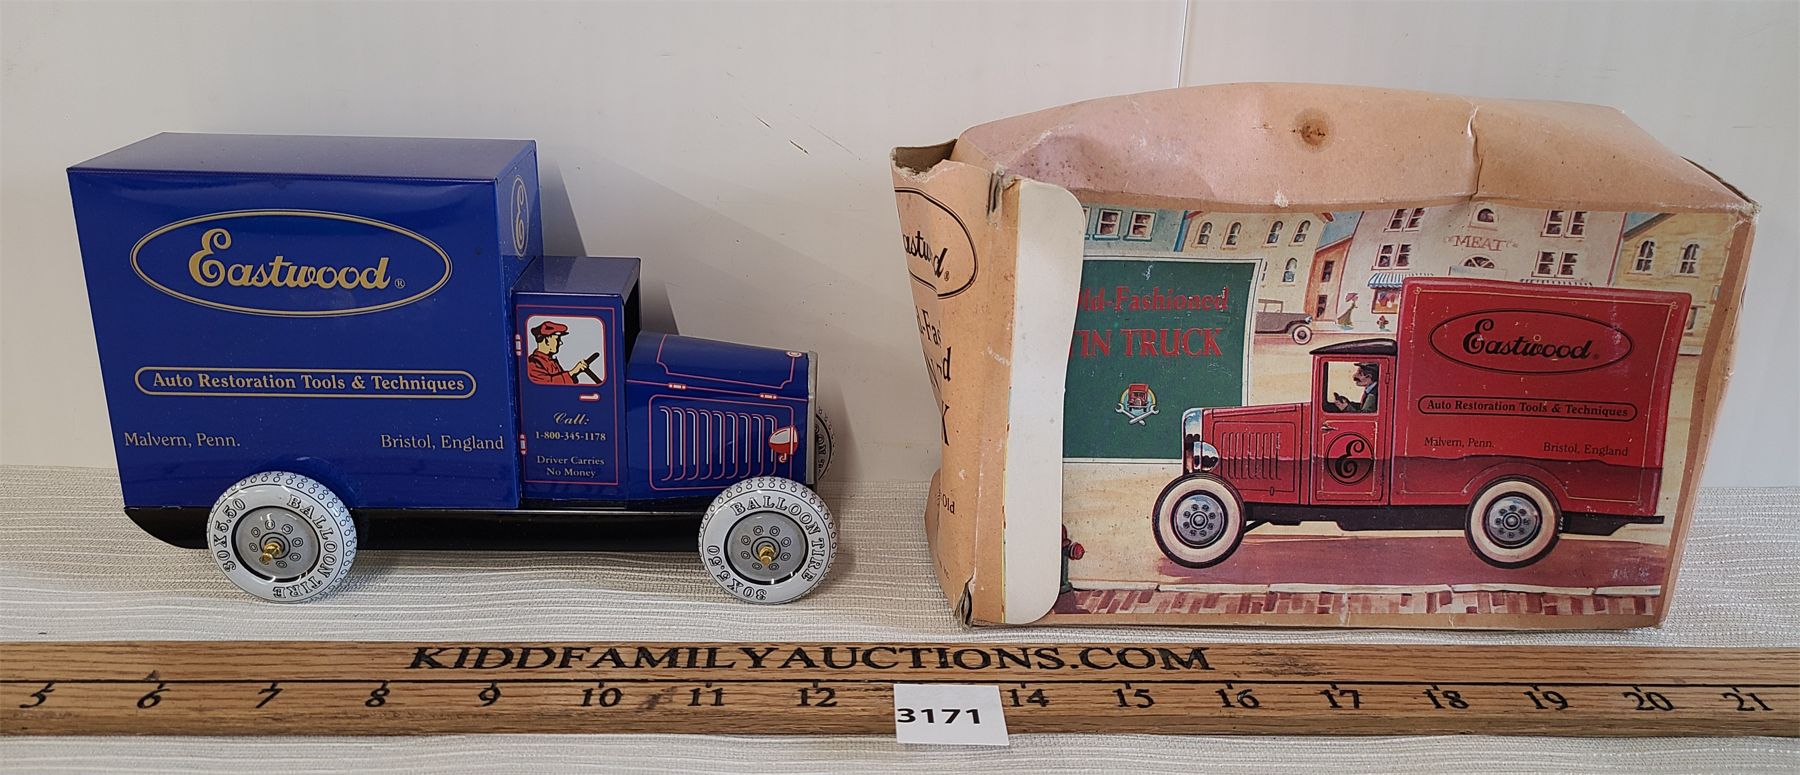 Eastwood®
Auto Restoration Tools & Techniques
Malvern, Penn. Bristol, England
E
Call:
1-800-345-1178
Driver Carries
No Money
30X5.50 BALLOON TIRE
30X5.50 BALLOON TIRE
MEAT
ld-Fashioned
TIN TRUCK
Eastwood®
Auto Restoration Tools & Techniques
Malvern, Penn. Bristol, England
E
KIDDFAMILYAUCTIONS.COM
5 6 7 8 9 10 11 12 14 15 16 17 18 19 20 21
3171